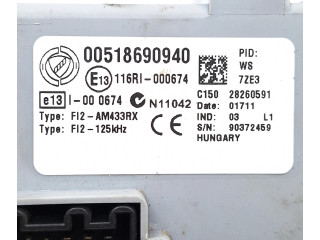 00518690940
E13 116RI-000674
e13 I-00 0674
N11042
Type: FI2-AM433RX
Type: FI2-125kHz
PID:
WS
7ZE3
C150 28260591
Date: 01711
IND: 03 L1
S/N: 90372459
HUNGARY